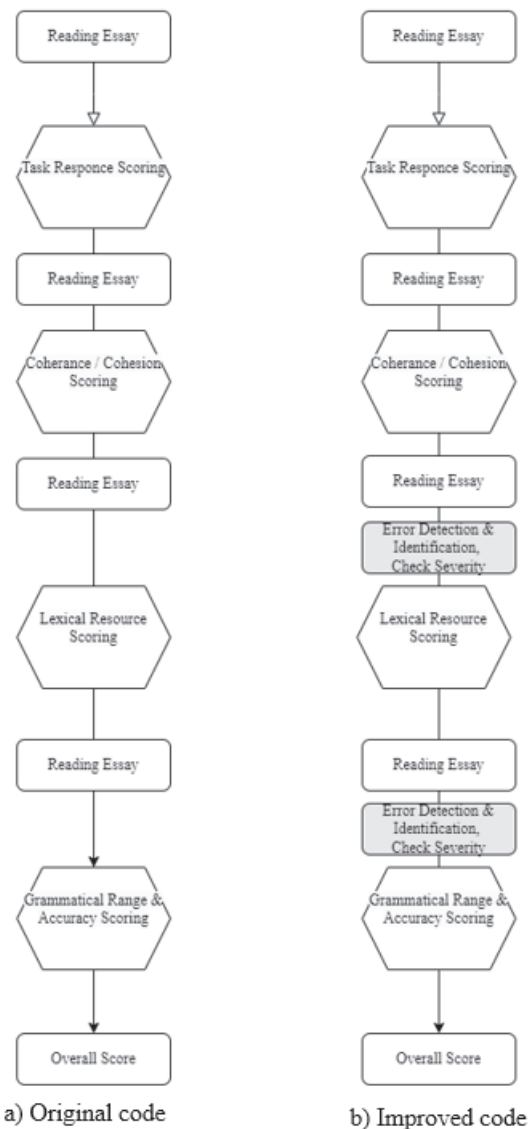 Reading Essay
Task Responce Scoring
Reading Essay
Coherance / Cohesion
Scoring
Reading Essay
Lexical Resource
Scoring
Reading Essay
Grammatical Range &
Accuracy Scoring
Overall Score
a) Original code
Reading Essay
Task Responce Scoring
Reading Essay
Coherance / Cohesion
Scoring
Reading Essay
Error Detection &
Identification,
Check Severity
Lexical Resource
Scoring
Reading Essay
Error Detection &
Identification,
Check Severity
Grammatical Range &
Accuracy Scoring
Overall Score
b) Improved code